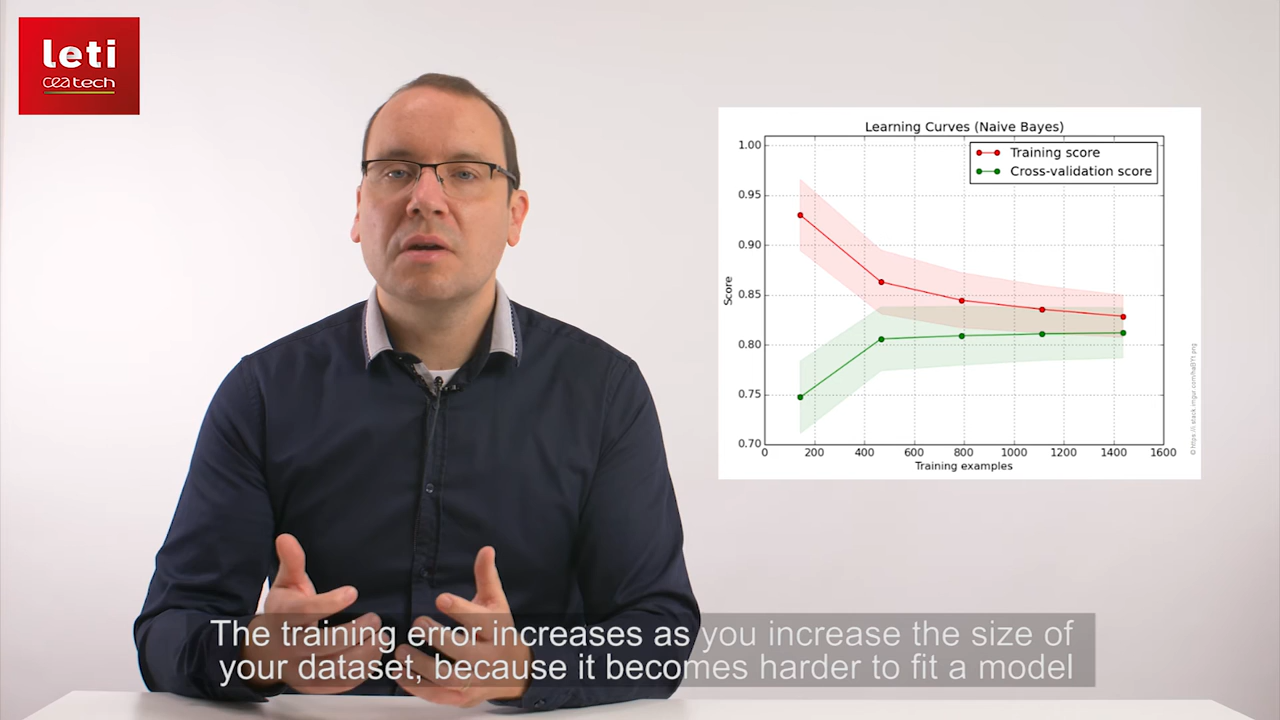 leti
cea tech
Learning Curves (Naive Bayes)
Training score
Cross-validation score
1.00
0.95
0.90
0.85
0.80
0.75
0.70
Score
0 200 400 600 800 1000 1200 1400 1600
Training examples
The training error increases as you increase the size of
your dataset, because it becomes harder to fit a model